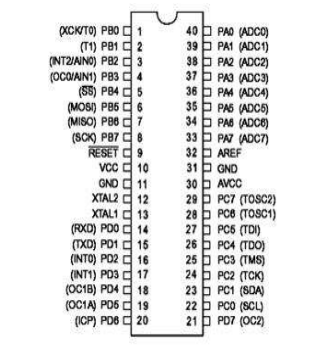 (XCK/T0) PB0 1 40 PA0 (ADC0)
(T1) PB1 2 39 PA1 (ADC1)
(INT2/AIN0) PB2 3 38 PA2 (ADC2)
(OC0/AIN1) PB3 4 37 PA3 (ADC3)
(SS) PB4 5 36 PA4 (ADC4)
(MOSI) PB5 6 35 PA5 (ADC5)
(MISO) PB6 7 34 PA6 (ADC6)
(SCK) PB7 8 33 PA7 (ADC7)
RESET 9 32 AREF
VCC 10 31 GND
GND 11 30 AVCC
XTAL2 12 29 PC7 (TOSC2)
XTAL1 13 28 PC6 (TOSC1)
(RXD) PD0 14 27 PC5 (TDI)
(TXD) PD1 15 26 PC4 (TDO)
(INT0) PD2 16 25 PC3 (TMS)
(INT1) PD3 17 24 PC2 (TCK)
(OC1B) PD4 18 23 PC1 (SDA)
(OC1A) PD5 19 22 PC0 (SCL)
(ICP) PD6 20 21 PD7 (OC2)